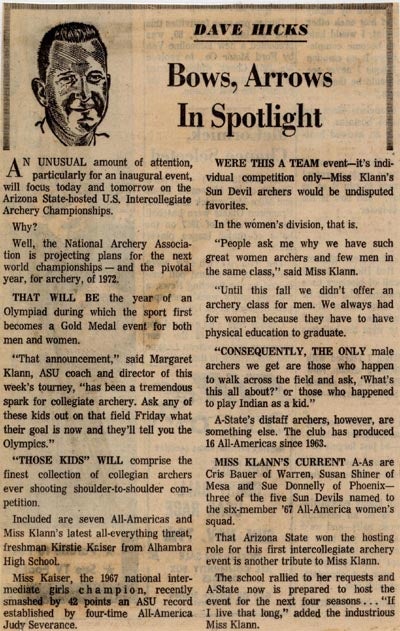 DAVE HICKS
Bows, Arrows
In Spotlight
AN UNUSUAL amount of attention,
particularly for an inaugural event,
will focus today and tomorrow on the
Arizona State-hosted U.S. Intercollegiate
Archery Championships.
Why?
Well, the National Archery Associa-
tion is projecting plans for the next
world championships — and the pivotal
year, for archery, of 1972.
THAT WILL BE the year of an
Olympiad during which the sport first
becomes a Gold Medal event for both
men and women.
"That announcement," said Margaret
Klann, ASU coach and director of this
week's tourney, "has been a tremendous
spark for collegiate archery. Ask any of
these kids out on that field Friday what
their goal is now and they'll tell you the
Olympics."
"THOSE KIDS" WILL comprise the
finest collection of collegian archers
ever shooting shoulder-to-shoulder com-
petition.
Included are seven All-Americas and
Miss Klann's latest all-everything threat,
freshman Kirstie Kaiser from Alhambra
High School.
Miss Kaiser, the 1967 national inter-
mediate girls champion, recently
smashed by 42 points an ASU record
established by four-time All-America
Judy Severance.
WERE THIS A TEAM event—it's indi-
vidual competition only—Miss Klann's
Sun Devil archers would be undisputed
favorites.
In the women's division, that is.
"People ask me why we have such
great women archers and few men in
the same class," said Miss Klann.
"Until this fall we didn't offer an
archery class for men. We always had
for women because they have to have
physical education to graduate.
"CONSEQUENTLY, THE ONLY male
archers we get are those who happen
to walk across the field and ask, 'What's
this all about?' or those who happened
to play Indian as a kid."
A-State's distaff archers, however, are
something else. The club has produced
16 All-Americas since 1963.
MISS KLANN'S CURRENT A-As are
Cris Bauer of Warren, Susan Shiner of
Mesa and Sue Donnelly of Phoenix—
three of the five Sun Devils named to
the six-member '67 All-America women's
squad.
That Arizona State won the hosting
role for this first intercollegiate archery
event is another tribute to Miss Klann.
The school rallied to her requests and
A-State now is prepared to host the
event for the next four seasons . . . "If
I live that long," added the industrious
Miss Klann.